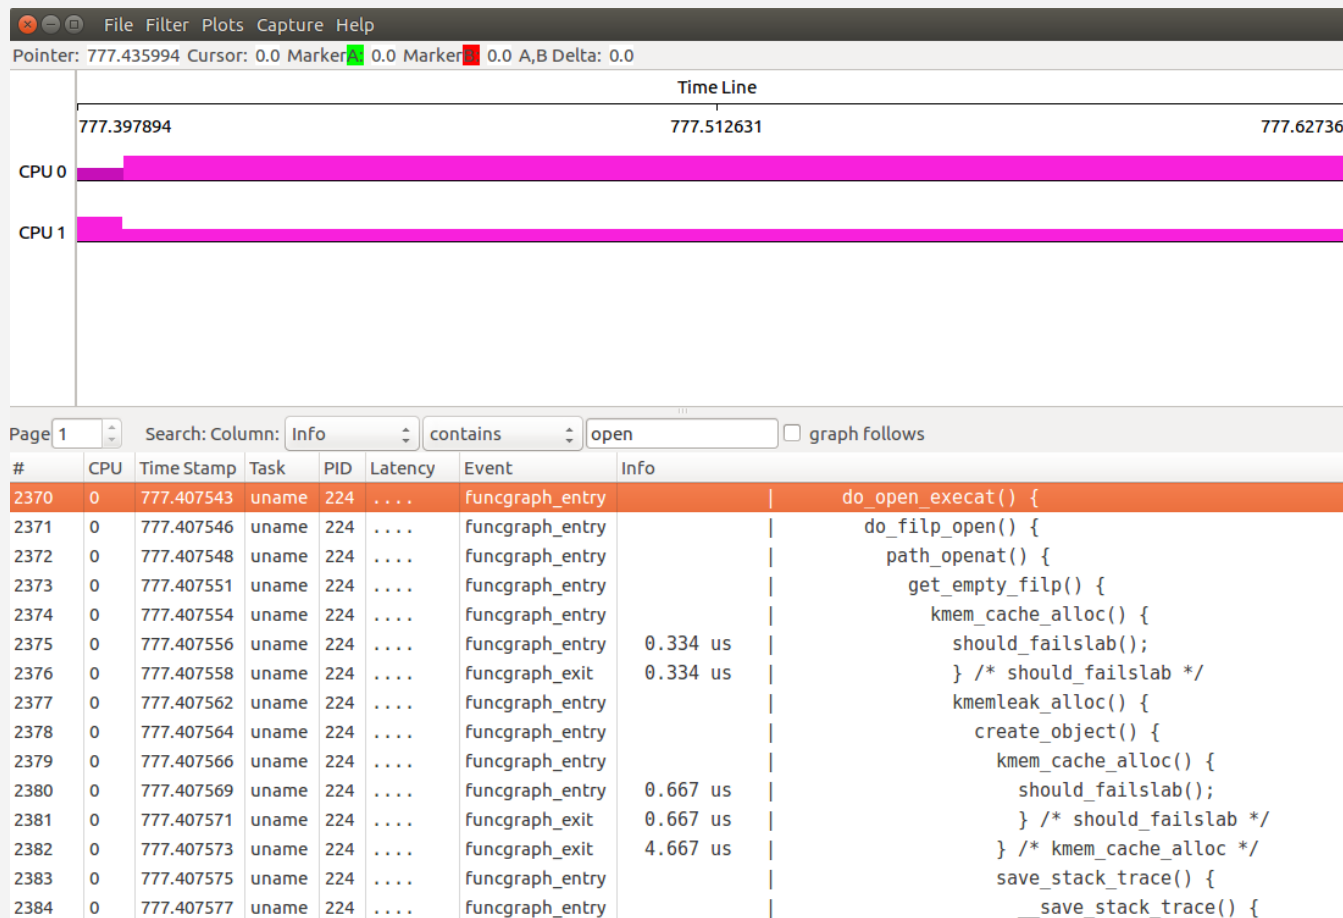 File Filter Plots Capture Help
Pointer: 777.435994 Cursor: 0.0 MarkerA: 0.0 MarkerB: 0.0 A,B Delta: 0.0
Time Line
777.397894 777.512631 777.62736
CPU 0
CPU 1
Page 1 Search: Column: Info contains open graph follows
# CPU Time Stamp Task PID Latency Event Info
2370 0 777.407543 uname 224 .... funcgraph_entry | do_open_execat() {
2371 0 777.407546 uname 224 .... funcgraph_entry | do_filp_open() {
2372 0 777.407548 uname 224 .... funcgraph_entry | path_openat() {
2373 0 777.407551 uname 224 .... funcgraph_entry | get_empty_filp() {
2374 0 777.407554 uname 224 .... funcgraph_entry | kmem_cache_alloc() {
2375 0 777.407556 uname 224 .... funcgraph_entry 0.334 us | should_failslab();
2376 0 777.407558 uname 224 .... funcgraph_exit 0.334 us | } /* should_failslab */
2377 0 777.407562 uname 224 .... funcgraph_entry | kmemleak_alloc() {
2378 0 777.407564 uname 224 .... funcgraph_entry | create_object() {
2379 0 777.407566 uname 224 .... funcgraph_entry | kmem_cache_alloc() {
2380 0 777.407569 uname 224 .... funcgraph_entry 0.667 us | should_failslab();
2381 0 777.407571 uname 224 .... funcgraph_exit 0.667 us | } /* should_failslab */
2382 0 777.407573 uname 224 .... funcgraph_exit 4.667 us | } /* kmem_cache_alloc */
2383 0 777.407575 uname 224 .... funcgraph_entry | save_stack_trace() {
2384 0 777.407577 uname 224 .... funcgraph_entry | __save_stack_trace() {